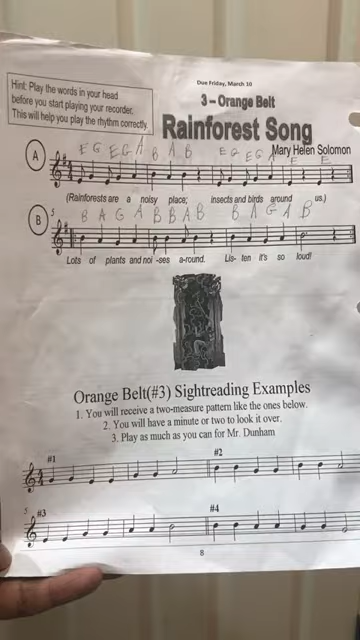 Due Friday, March 10
Hint: Play the words in your head
before you start playing your recorder.
This will help you play the rhythm correctly.
3 – Orange Belt
Rainforest Song
Mary Helen Solomon
A
E G E G A B A B E G E G A E E
(Rainforests are a noisy place; insects and birds around us.)
5
B
B A G A B B A B B A G A B
Lots of plants and noi -ses a-round. Lis- ten it's so loud!
Orange Belt(#3) Sightreading Examples
1. You will receive a two-measure pattern like the ones below.
2. You will have a minute or two to look it over.
3. Play as much as you can for Mr. Dunham
#1 #2
5 #3 #4
8